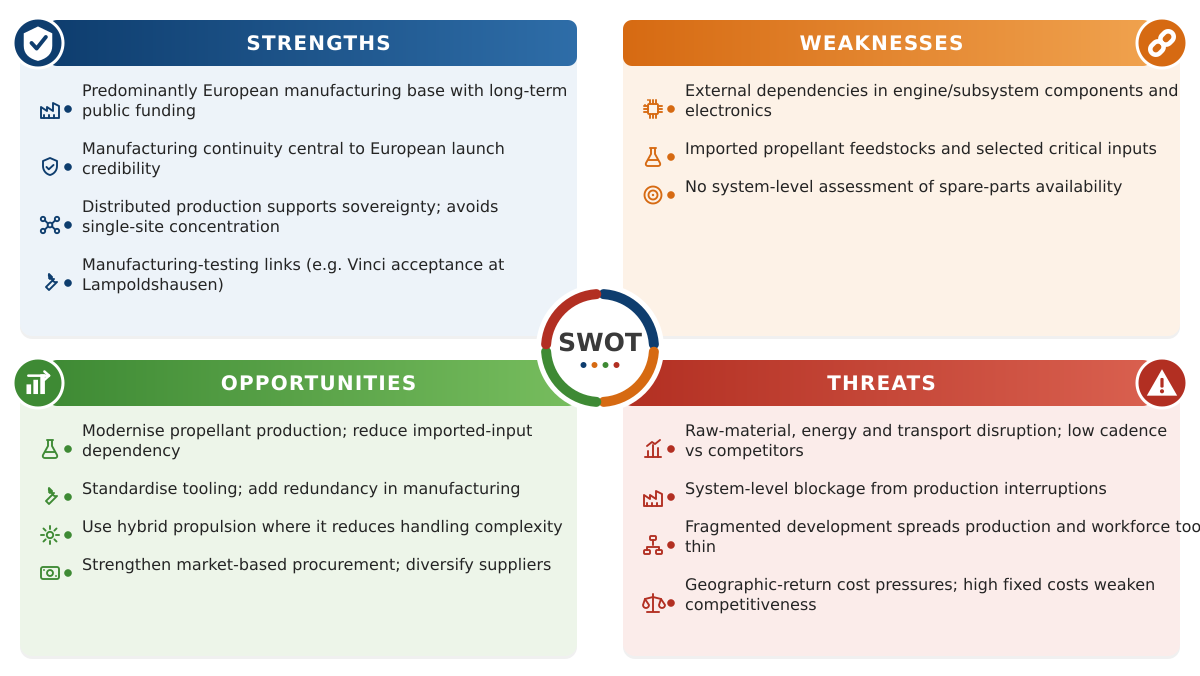 STRENGTHS
Predominantly European manufacturing base with long-term
public funding
Manufacturing continuity central to European launch
credibility
Distributed production supports sovereignty; avoids
single-site concentration
Manufacturing-testing links (e.g. Vinci acceptance at
Lampoldshausen)
WEAKNESSES
External dependencies in engine/subsystem components and
electronics
Imported propellant feedstocks and selected critical inputs
No system-level assessment of spare-parts availability
SWOT
OPPORTUNITIES
Modernise propellant production; reduce imported-input
dependency
Standardise tooling; add redundancy in manufacturing
Use hybrid propulsion where it reduces handling complexity
Strengthen market-based procurement; diversify suppliers
THREATS
Raw-material, energy and transport disruption; low cadence
vs competitors
System-level blockage from production interruptions
Fragmented development spreads production and workforce too
thin
Geographic-return cost pressures; high fixed costs weaken
competitiveness